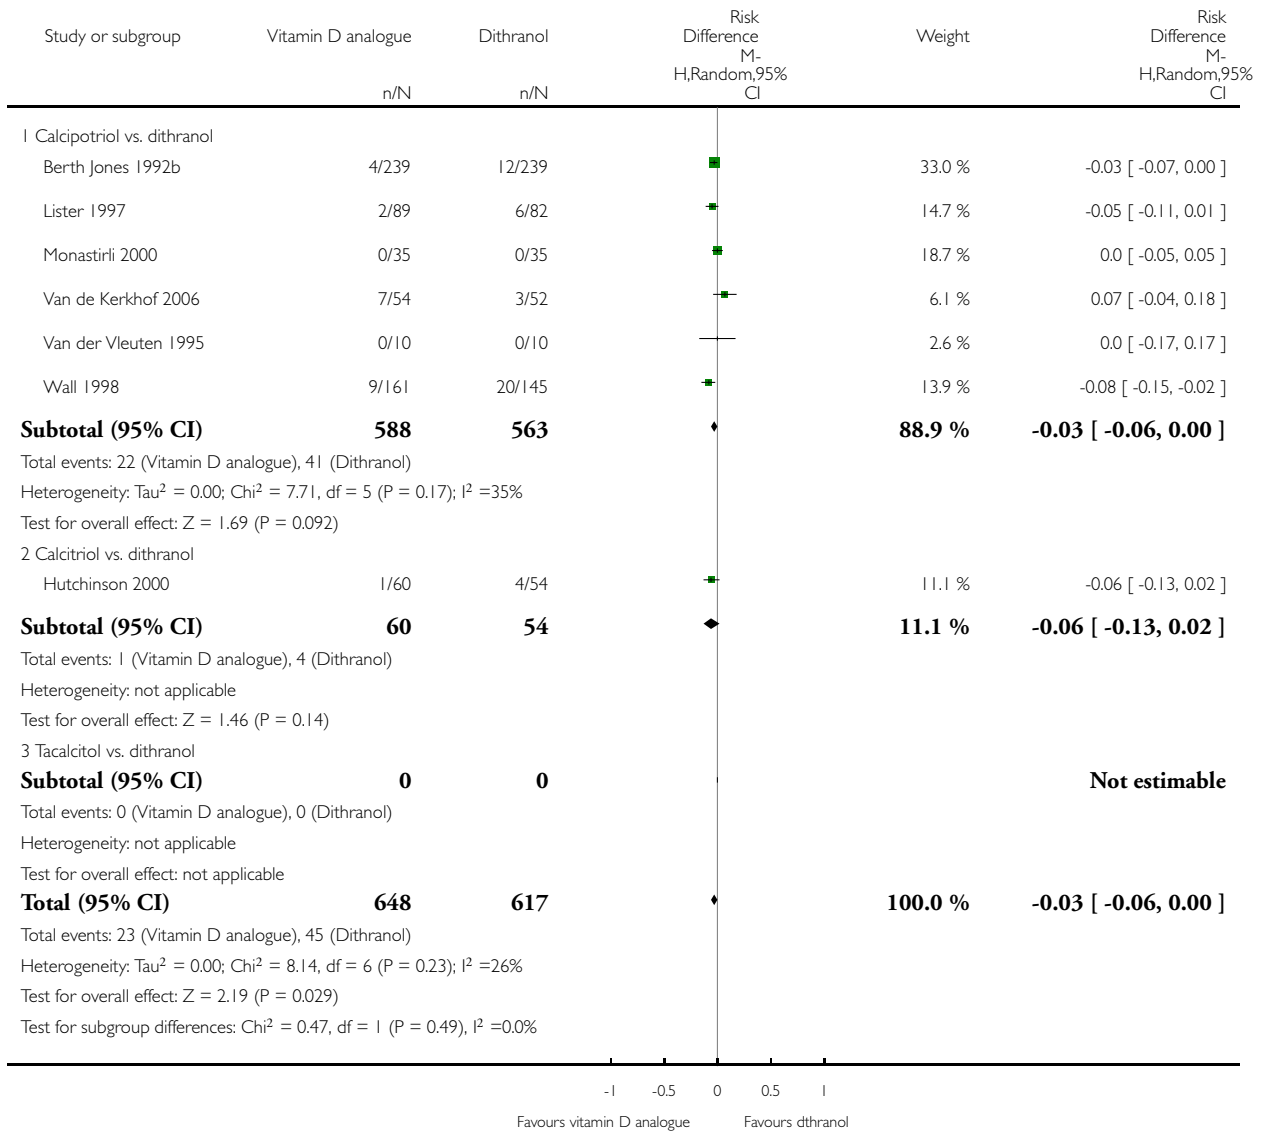 Risk
Risk
Study or subgroup Vitamin D analogue Dithranol Difference Weight Difference
M-
M-
H,Random,95%
H,Random,95%
n/N n/N CI CI
1 Calcipotriol vs. dithranol
Berth Jones 1992b 4/239 12/239 33.0 % -0.03 [ -0.07, 0.00 ]
Lister 1997 2/89 6/82 14.7 % -0.05 [ -0.11, 0.01 ]
Monastirli 2000 0/35 0/35 18.7 % 0.0 [ -0.05, 0.05 ]
Van de Kerkhof 2006 7/54 3/52 6.1 % 0.07 [ -0.04, 0.18 ]
Van der Vleuten 1995 0/10 0/10 2.6 % 0.0 [ -0.17, 0.17 ]
Wall 1998 9/161 20/145 13.9 % -0.08 [ -0.15, -0.02 ]
Subtotal (95% CI) 588 563 88.9 % -0.03 [ -0.06, 0.00 ]
Total events: 22 (Vitamin D analogue), 41 (Dithranol)
Heterogeneity: Tau² = 0.00; Chi² = 7.71, df = 5 (P = 0.17); I² =35%
Test for overall effect: Z = 1.69 (P = 0.092)
2 Calcitriol vs. dithranol
Hutchinson 2000 1/60 4/54 11.1 % -0.06 [ -0.13, 0.02 ]
Subtotal (95% CI) 60 54 11.1 % -0.06 [ -0.13, 0.02 ]
Total events: 1 (Vitamin D analogue), 4 (Dithranol)
Heterogeneity: not applicable
Test for overall effect: Z = 1.46 (P = 0.14)
3 Tacalcitol vs. dithranol
Subtotal (95% CI) 0 0 Not estimable
Total events: 0 (Vitamin D analogue), 0 (Dithranol)
Heterogeneity: not applicable
Test for overall effect: not applicable
Total (95% CI) 648 617 100.0 % -0.03 [ -0.06, 0.00 ]
Total events: 23 (Vitamin D analogue), 45 (Dithranol)
Heterogeneity: Tau² = 0.00; Chi² = 8.14, df = 6 (P = 0.23); I² =26%
Test for overall effect: Z = 2.19 (P = 0.029)
Test for subgroup differences: Chi² = 0.47, df = 1 (P = 0.49), I² =0.0%
-1 -0.5 0 0.5 1
Favours vitamin D analogue Favours dthranol